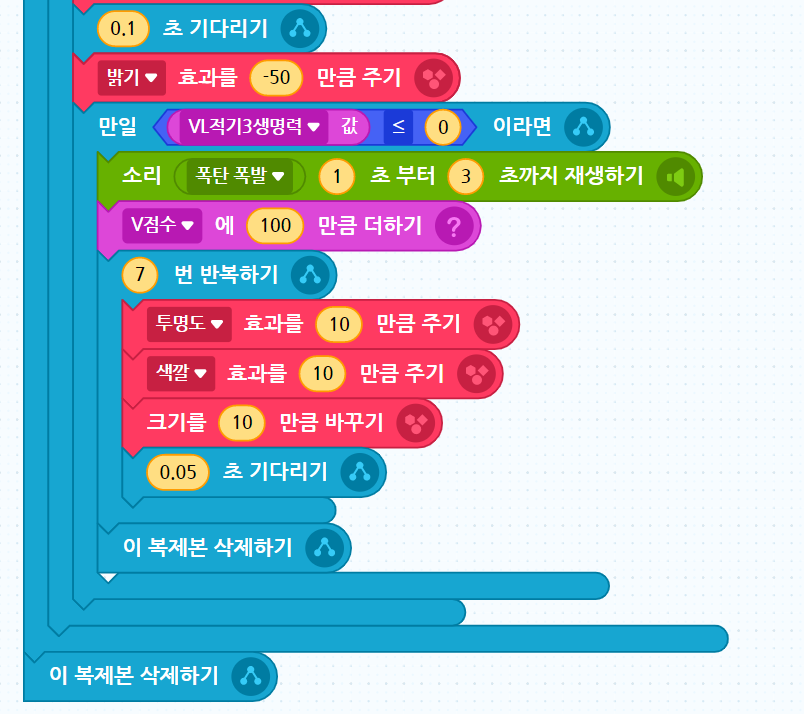 0.1 초 기다리기
밝기 효과를 -50 만큼 주기
만일 VL적기3생명력 값 ≤ 0 이라면
소리 폭탄 폭발 1 초 부터 3 초까지 재생하기
V점수 에 100 만큼 더하기
7 번 반복하기
투명도 효과를 10 만큼 주기
색깔 효과를 10 만큼 주기
크기를 10 만큼 바꾸기
0.05 초 기다리기
이 복제본 삭제하기
이 복제본 삭제하기